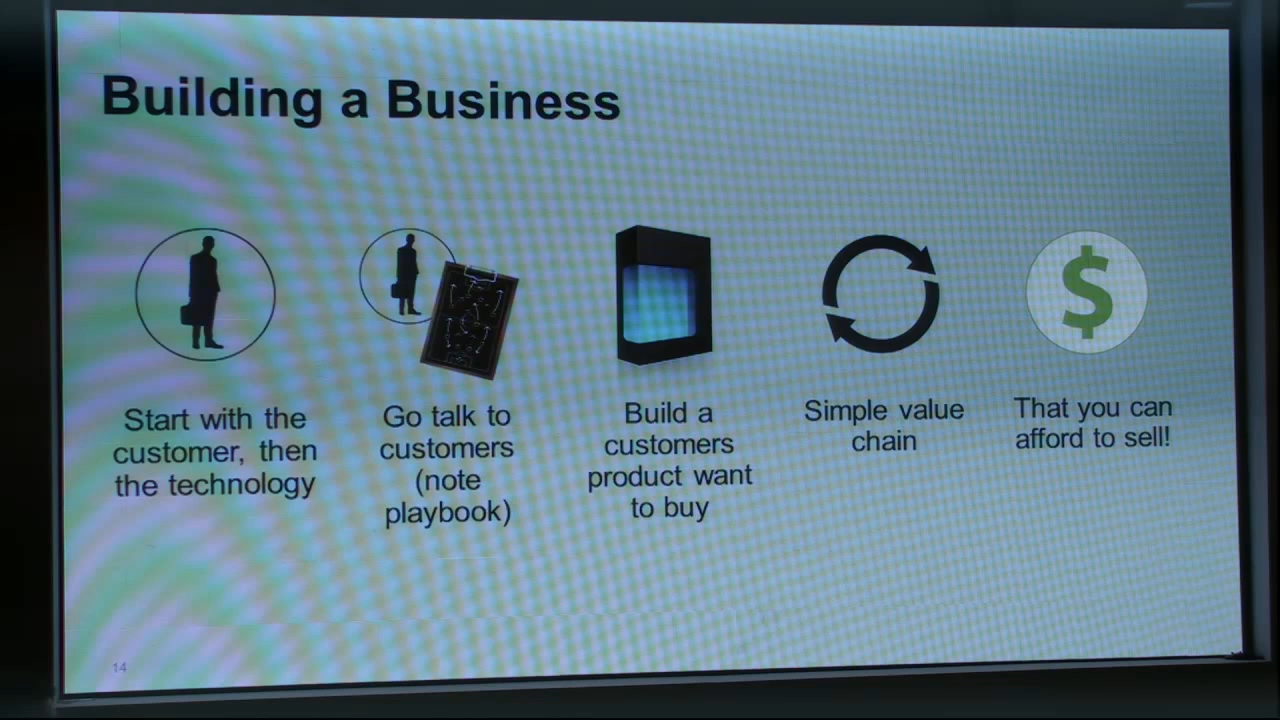 Building a Business
Start with the
customer, then
the technology
Go talk to
customers
(note
playbook)
Build a
customers
product want
to buy
Simple value
chain
That you can
afford to sell!
14